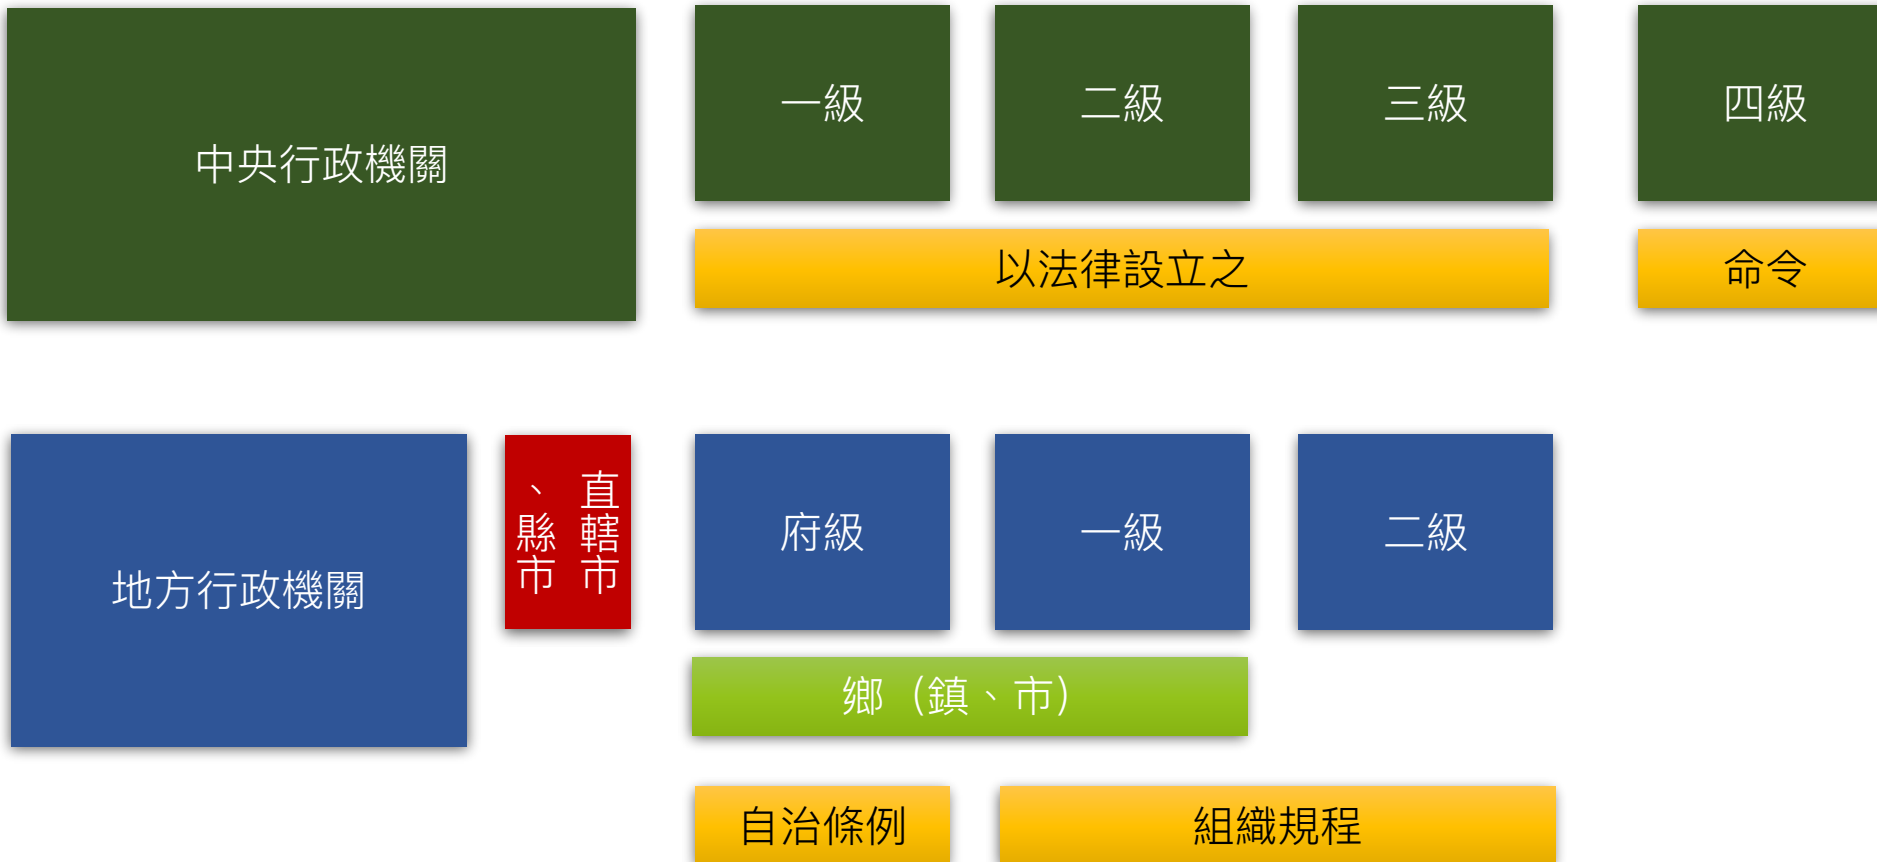 中央行政機關
一級
二級
三級
四級
以法律設立之
命令
地方行政機關
直轄市
、縣市
府級
一級
二級
鄉（鎮、市）
自治條例
組織規程